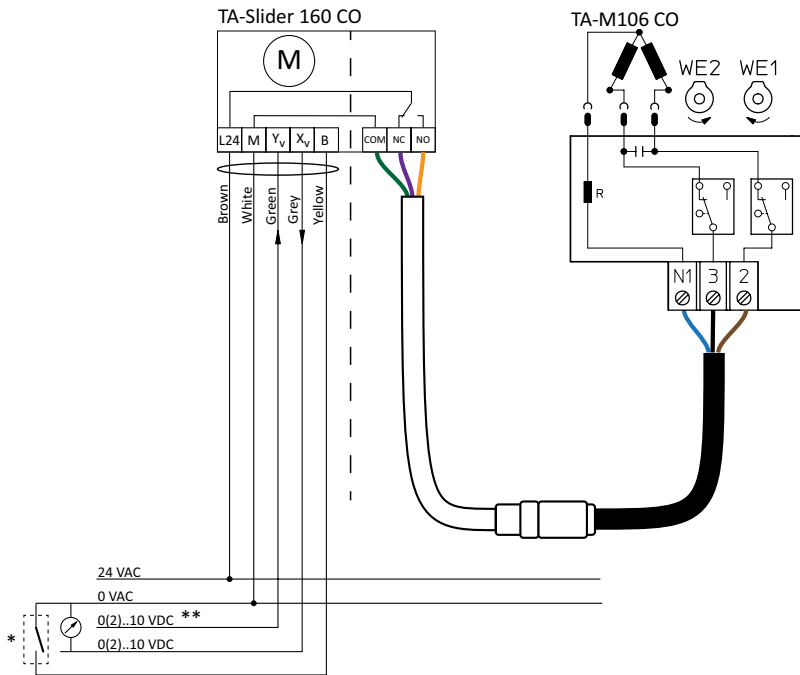 TA-Slider 160 CO
TA-M106 CO
M
WE2 WE1
L24 M Yv Xv B COM NC NO
R
Brown
White
Green
Grey
Yellow
N1 3 2
24 VAC
0 VAC
0(2)..10 VDC **
*
0(2)..10 VDC